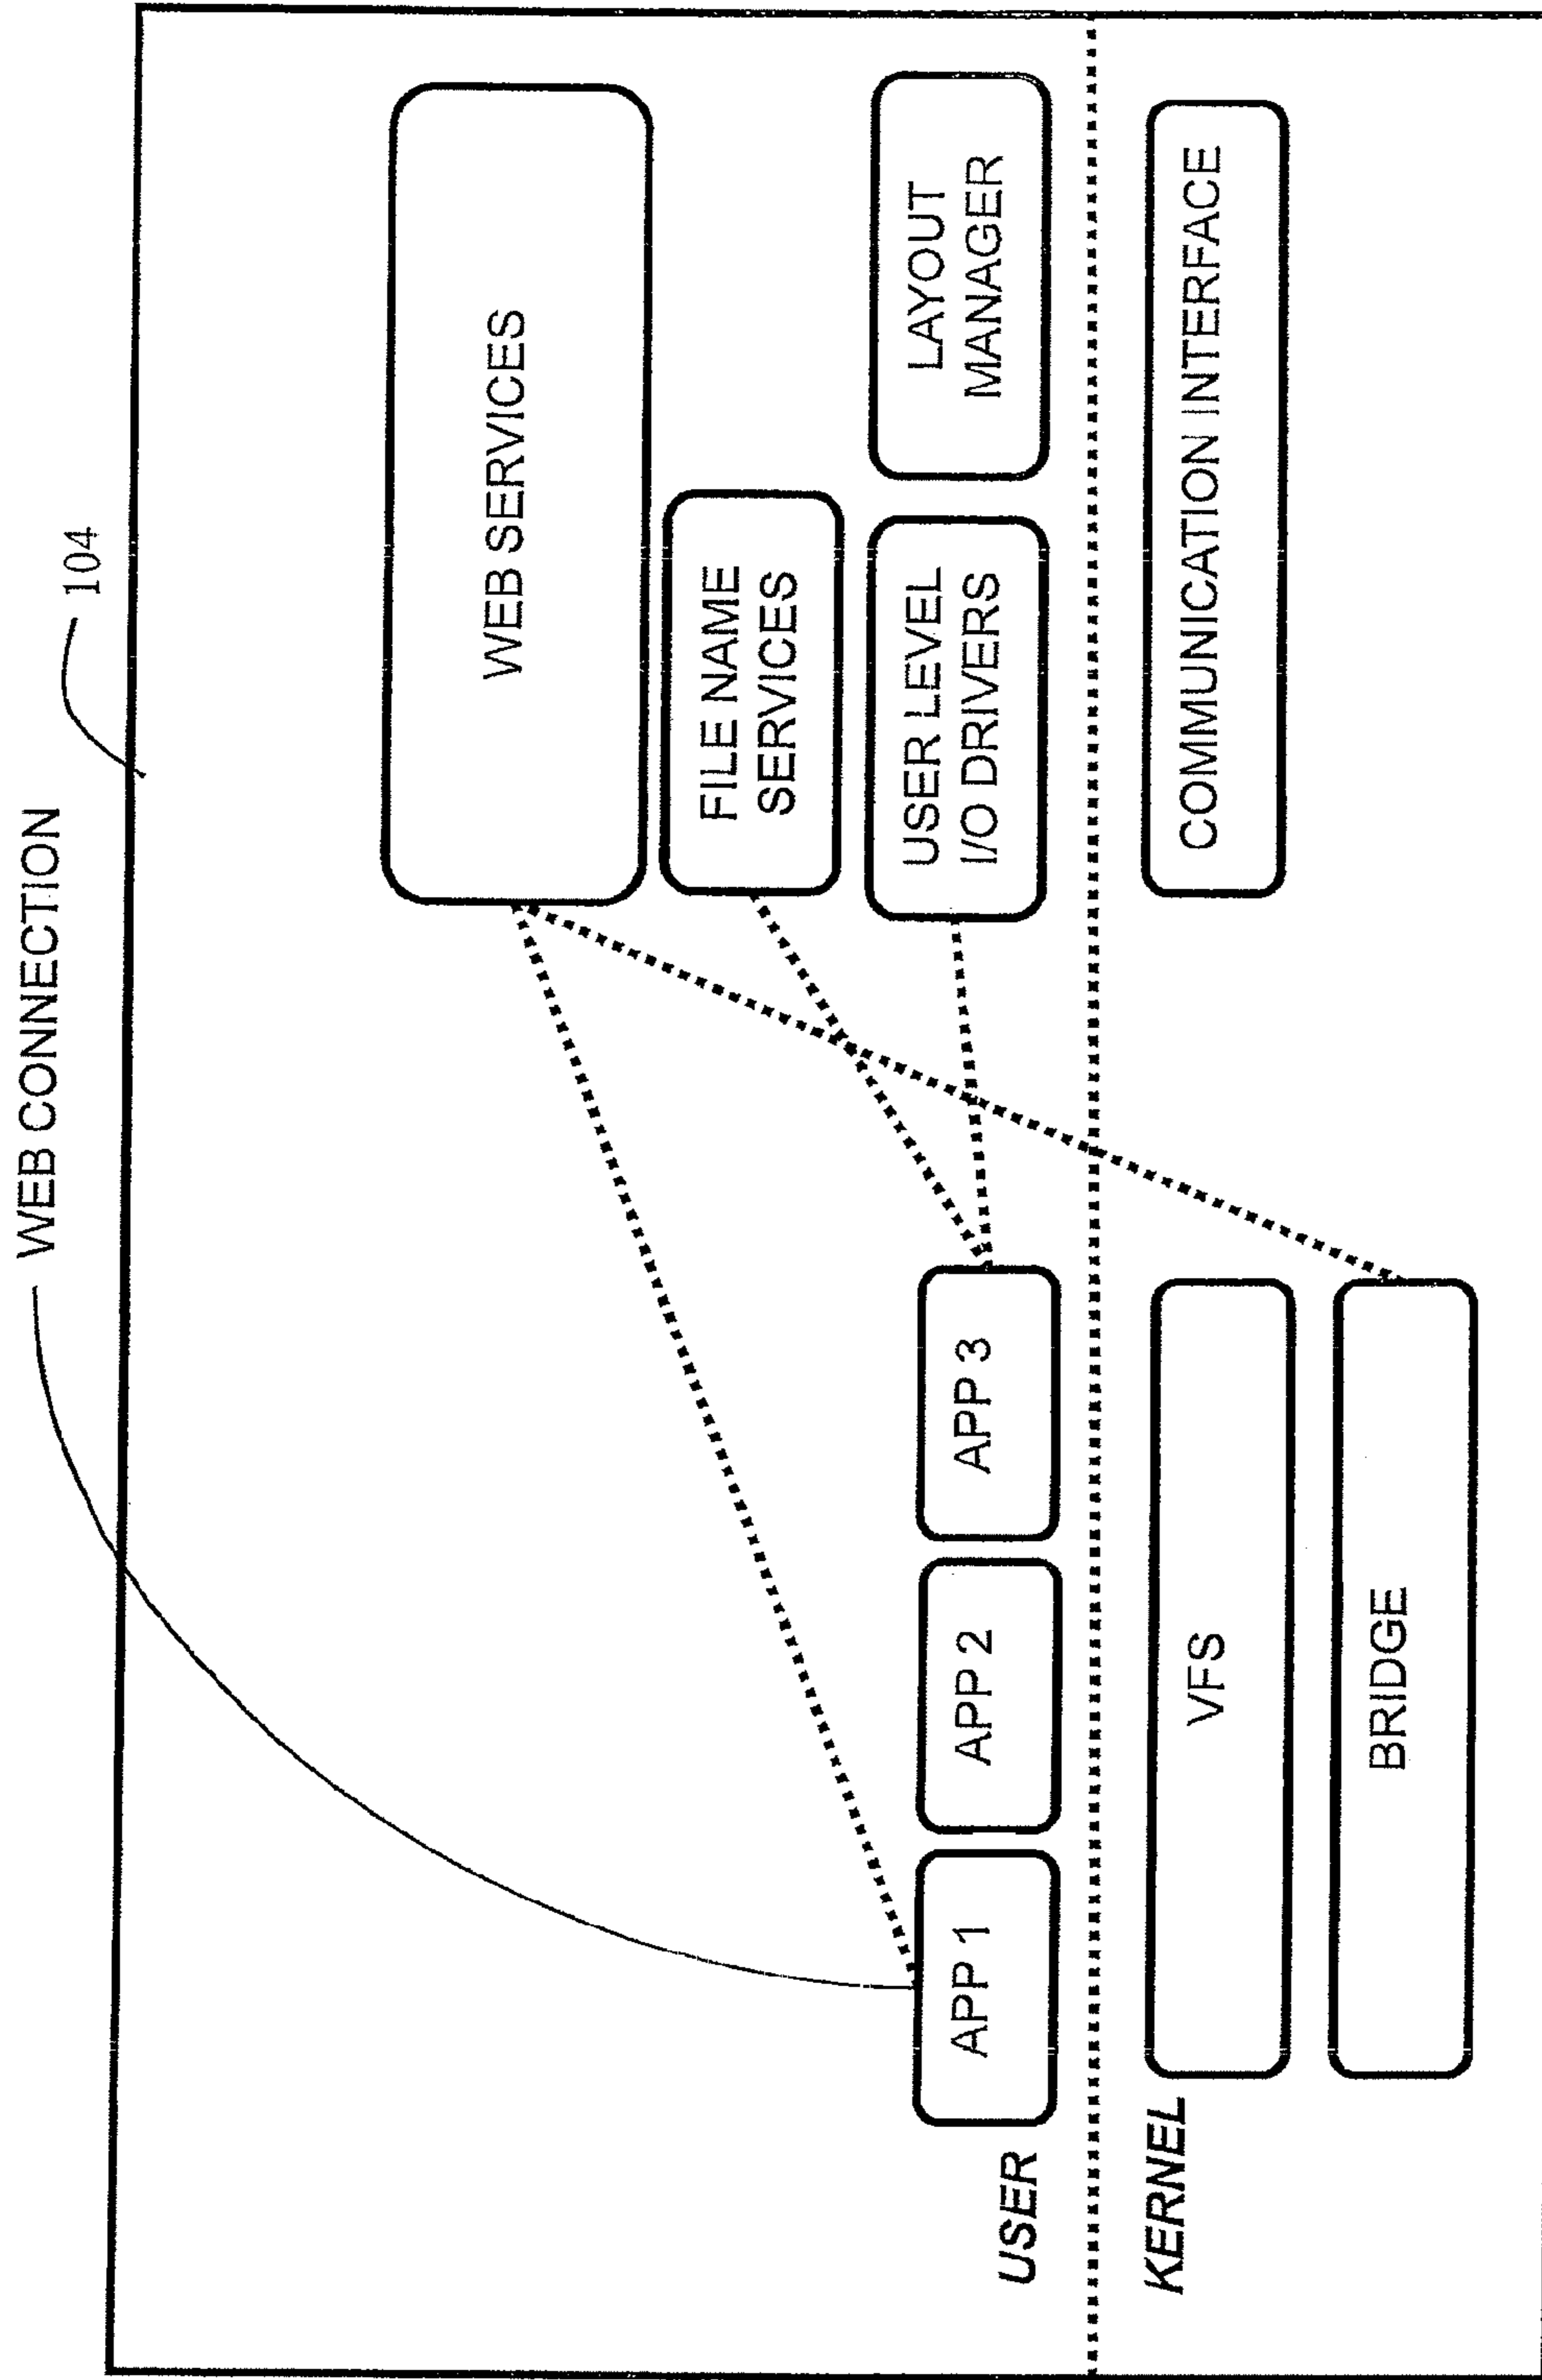 WEB CONNECTION
104
WEB SERVICES
FILE NAME
SERVICES
USER LEVEL
I/O DRIVERS
LAYOUT
MANAGER
APP 1
APP 2
APP 3
USER
KERNEL
VFS
COMMUNICATION INTERFACE
BRIDGE